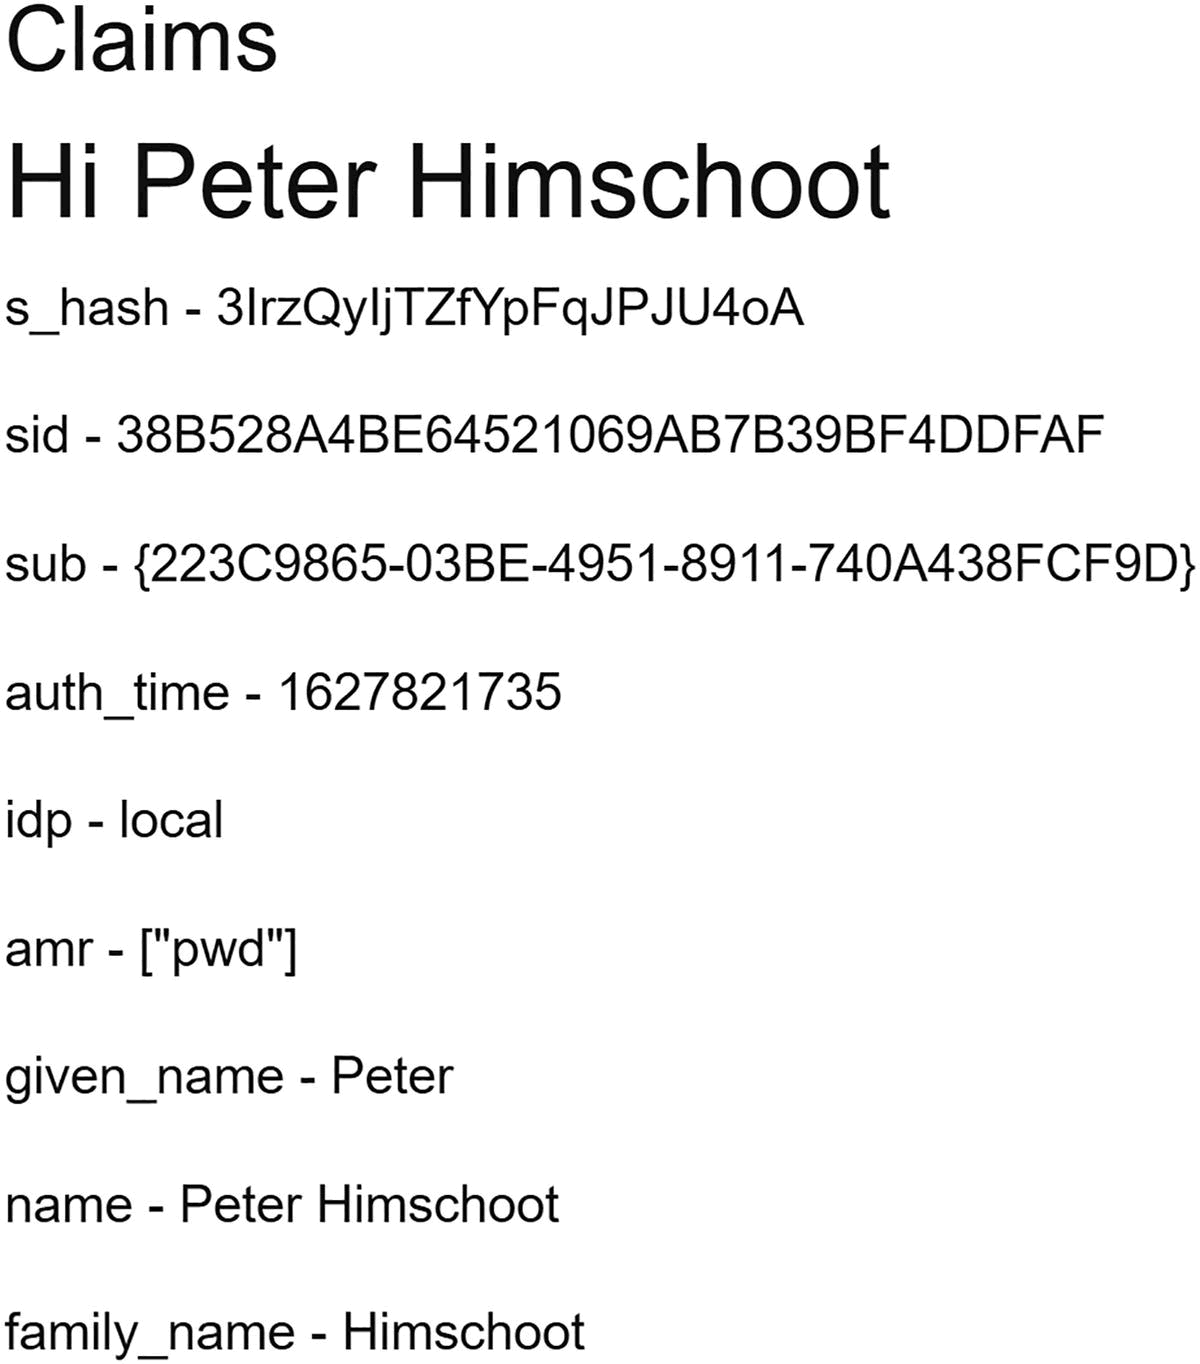 Claims
Hi Peter Himschoot
s_hash - 3IrzQyIjTZfYpFqJPJU4oA
sid - 38B528A4BE64521069AB7B39BF4DDFAF
sub - {223C9865-03BE-4951-8911-740A438FCF9D}
auth_time - 1627821735
idp - local
amr - ["pwd"]
given_name - Peter
name - Peter Himschoot
family_name - Himschoot